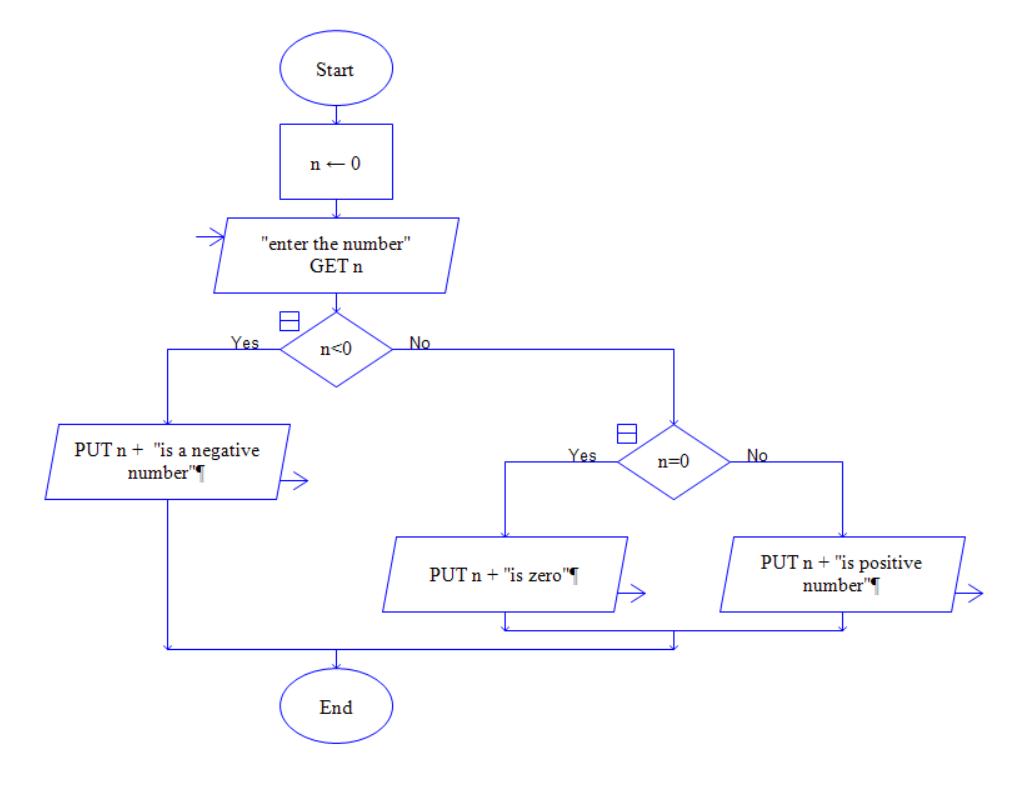 Start
n ← 0
"enter the number"
GET n
Yes
n<0
No
PUT n + "is a negative
number"¶
Yes
n=0
No
PUT n + "is zero"¶
PUT n + "is positive
number"¶
End